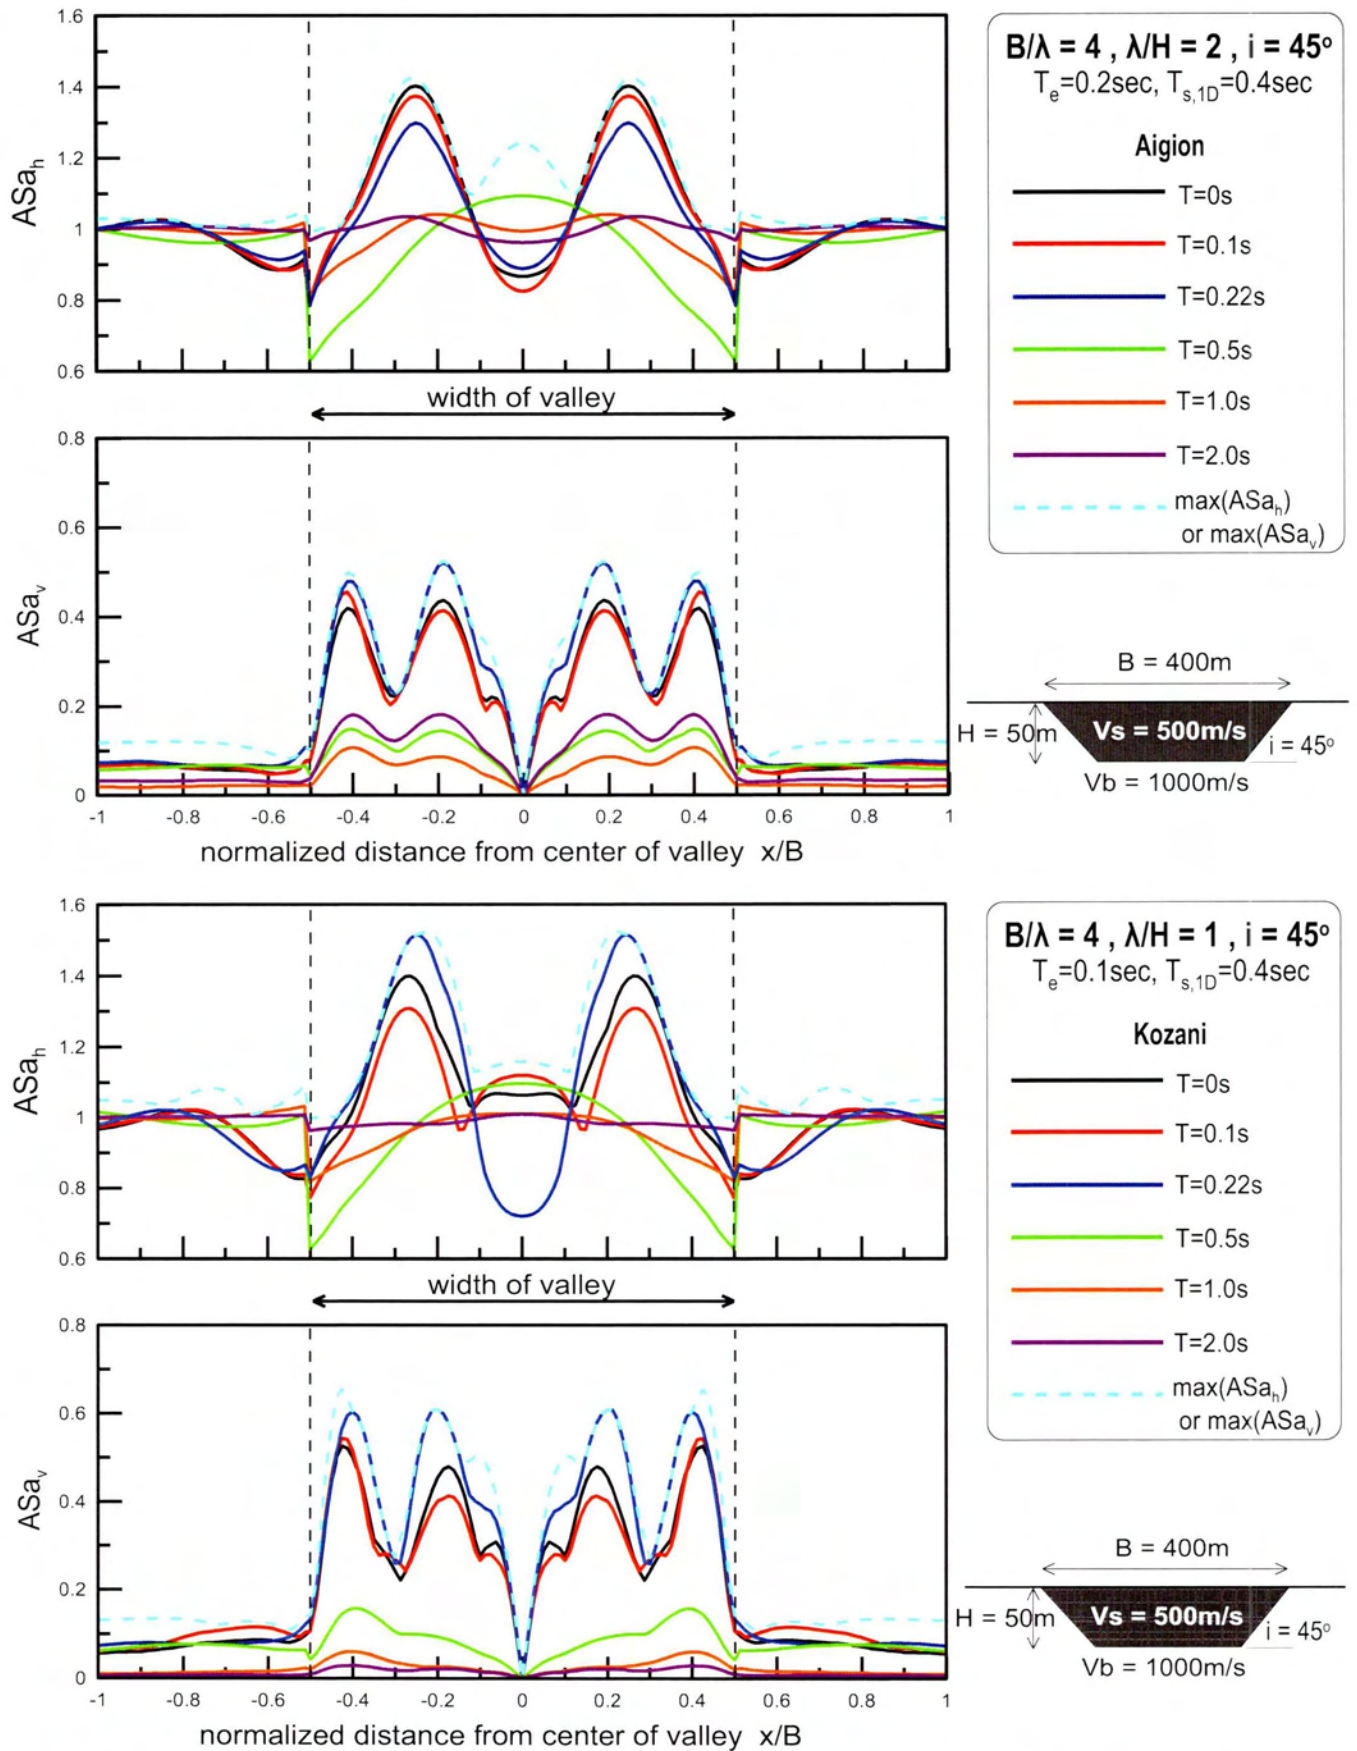 1.6
1.4
1.2
1
0.8
0.6
ASa_h
width of valley
0.8
0.6
0.4
0.2
0
ASa_v
-1 -0.8 -0.6 -0.4 -0.2 0 0.2 0.4 0.6 0.8 1
normalized distance from center of valley x/B
B/λ = 4 , λ/H = 2 , i = 45º
T_e=0.2sec, T_s,1D=0.4sec
Aigion
T=0s
T=0.1s
T=0.22s
T=0.5s
T=1.0s
T=2.0s
max(ASa_h)
or max(ASa_v)
B = 400m
H = 50m Vs = 500m/s i = 45º
Vb = 1000m/s
1.6
1.4
1.2
1
0.8
0.6
ASa_h
width of valley
0.8
0.6
0.4
0.2
0
ASa_v
-1 -0.8 -0.6 -0.4 -0.2 0 0.2 0.4 0.6 0.8 1
normalized distance from center of valley x/B
B/λ = 4 , λ/H = 1 , i = 45º
T_e=0.1sec, T_s,1D=0.4sec
Kozani
T=0s
T=0.1s
T=0.22s
T=0.5s
T=1.0s
T=2.0s
max(ASa_h)
or max(ASa_v)
B = 400m
H = 50m Vs = 500m/s i = 45º
Vb = 1000m/s